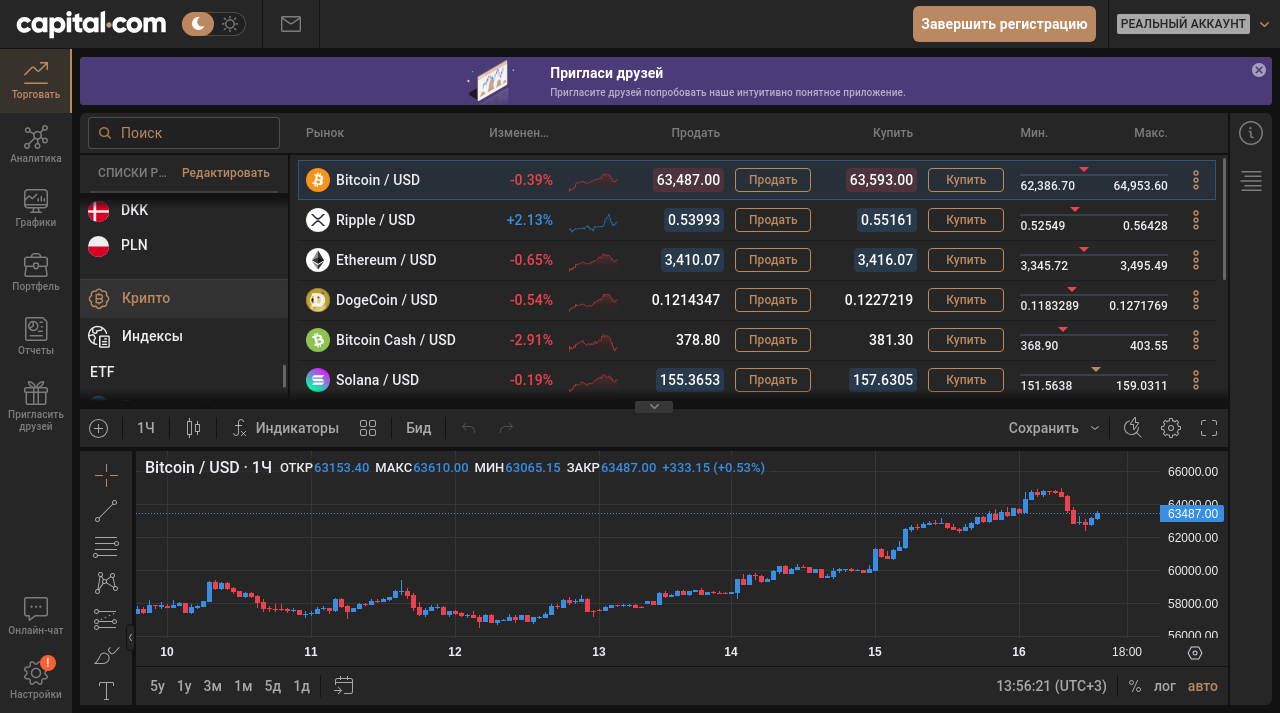 capital.com
Завершить регистрацию
РЕАЛЬНЫЙ АККАУНТ
Торговать
Аналитика
Графики
Портфель
Отчеты
Пригласить
друзей
Онлайн-чат
!
Настройки
Пригласи друзей
Пригласите друзей попробовать наше интуитивно понятное приложение.
Поиск
СПИСКИ Р... Редактировать
DKK
PLN
Крипто
Индексы
ETF
Рынок Изменен... Продать Купить Мин. Макс.
Bitcoin / USD -0.39% 63,487.00 Продать 63,593.00 Купить 62,386.70 64,953.60
Ripple / USD +2.13% 0.53993 Продать 0.55161 Купить 0.52549 0.56428
Ethereum / USD -0.65% 3,410.07 Продать 3,416.07 Купить 3,345.72 3,495.49
DogeCoin / USD -0.54% 0.1214347 Продать 0.1227219 Купить 0.1183289 0.1271769
Bitcoin Cash / USD -2.91% 378.80 Продать 381.30 Купить 368.90 403.55
Solana / USD -0.19% 155.3653 Продать 157.6305 Купить 151.5638 159.0311
1Ч Индикаторы Вид Сохранить
Bitcoin / USD · 1Ч ОТКР63153.40 МАКС63610.00 МИН63065.15 ЗАКР63487.00 +333.15 (+0.53%)
66000.00
64000.00
63487.00
62000.00
60000.00
58000.00
56000.00
10 11 12 13 14 15 16 18:00
5y 1y 3м 1м 5д 1д 13:56:21 (UTC+3) % лог авто